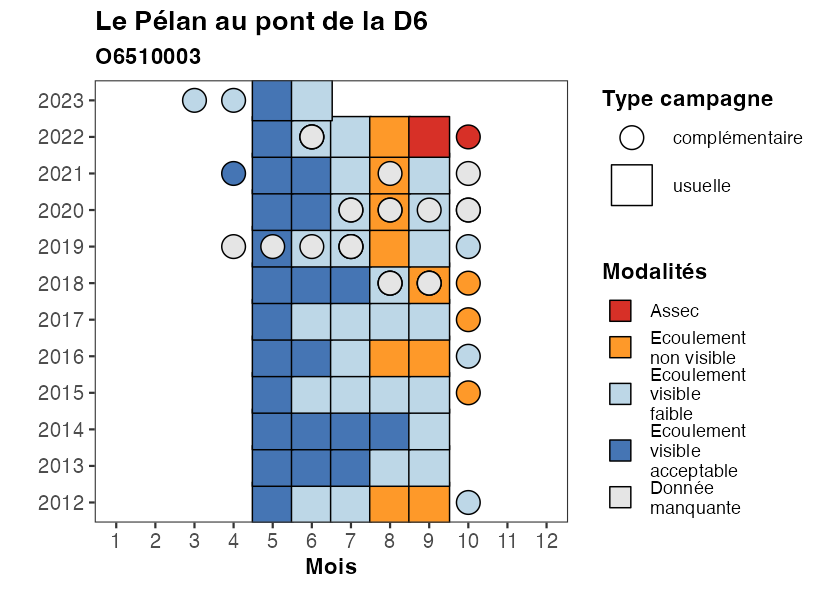 Le Pélan au pont de la D6
O6510003
2023
2022
2021
2020
2019
2018
2017
2016
2015
2014
2013
2012
1 2 3 4 5 6 7 8 9 10 11 12
Mois
Type campagne
complémentaire
usuelle
Modalités
Assec
Ecoulement
non visible
Ecoulement
visible
faible
Ecoulement
visible
acceptable
Donnée
manquante